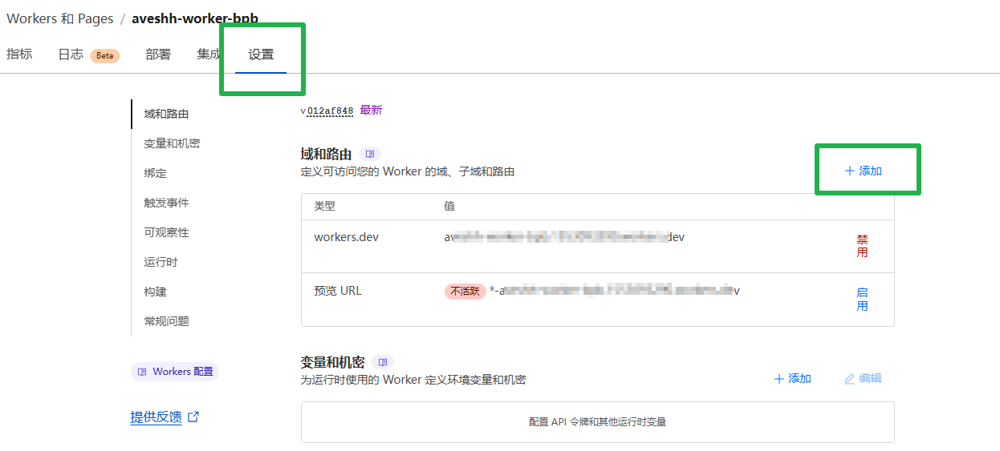 Workers 和 Pages / aveshh-worker-bpb
指标 日志 Beta 部署 集成 设置
域和路由
变量和机密
绑定
触发事件
可观察性
运行时
构建
常规问题
Workers 配置
提供反馈
v012af848 最新
域和路由
定义可访问您的 Worker 的域、子域和路由
添加
类型 值
workers.dev dev
禁
用
预览 URL 不活跃
启
用
变量和机密
为运行时使用的 Worker 定义环境变量和机密
添加 编辑
配置 API 令牌和其他运行时变量